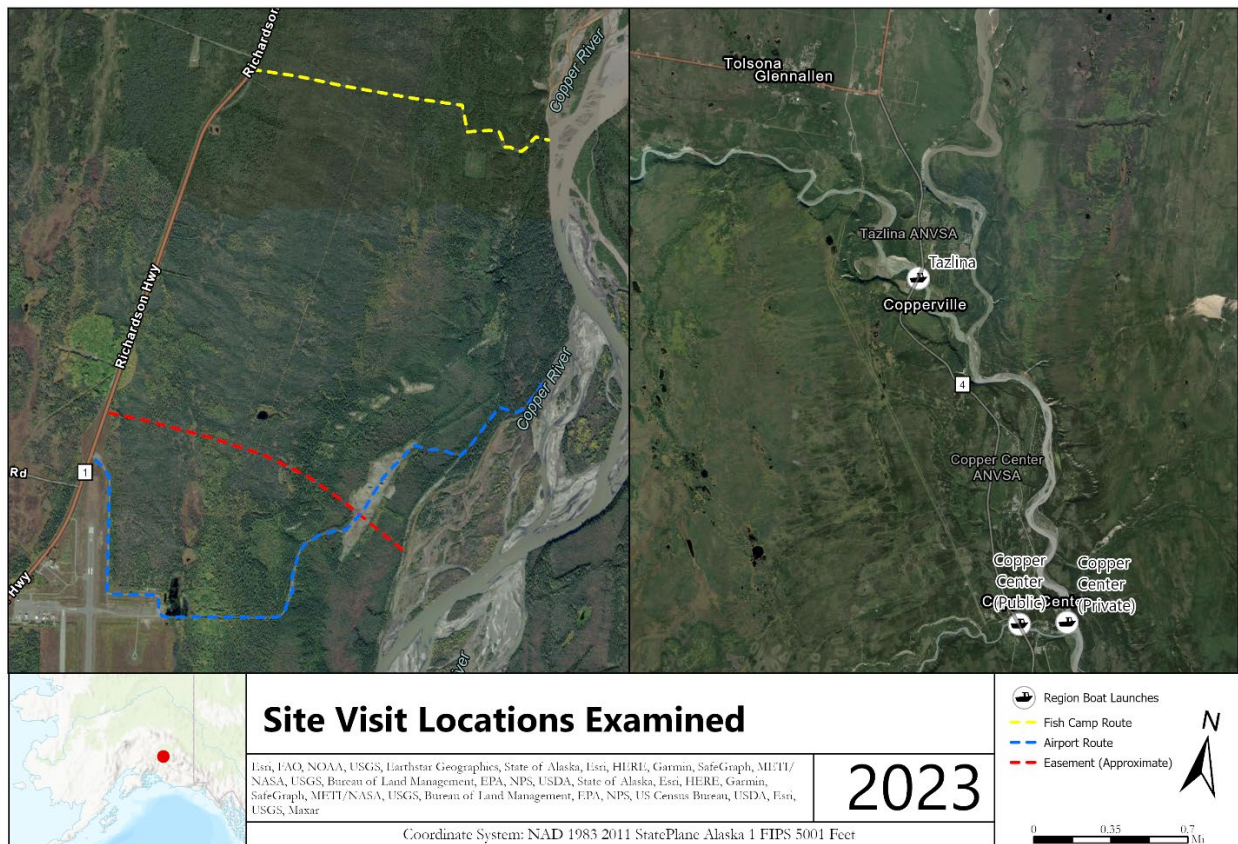 Richardson
Copper River
Richardson Hwy
Copper River
Rd
1
Hwy
Tolsona
Glennallen
Tazlina ANVSA
Tazlina
Copperville
4
Copper Center
ANVSA
Copper
Center
(Public)
Copper
Center
(Private)
Site Visit Locations Examined
Esri, FAO, NOAA, USGS, Earthstar Geographics, State of Alaska, Esri, HERE, Garmin, SafeGraph, METI/
NASA, USGS, Bureau of Land Management, EPA, NPS, USDA, State of Alaska, Esri, HERE, Garmin,
SafeGraph, METI/NASA, USGS, Bureau of Land Management, EPA, NPS, US Census Bureau, USDA, Esri,
USGS, Maxar
2023
Coordinate System: NAD 1983 2011 StatePlane Alaska 1 FIPS 5001 Feet
Region Boat Launches
Fish Camp Route
Airport Route
Easement (Approximate)
N
0 0.35 0.7
Mi